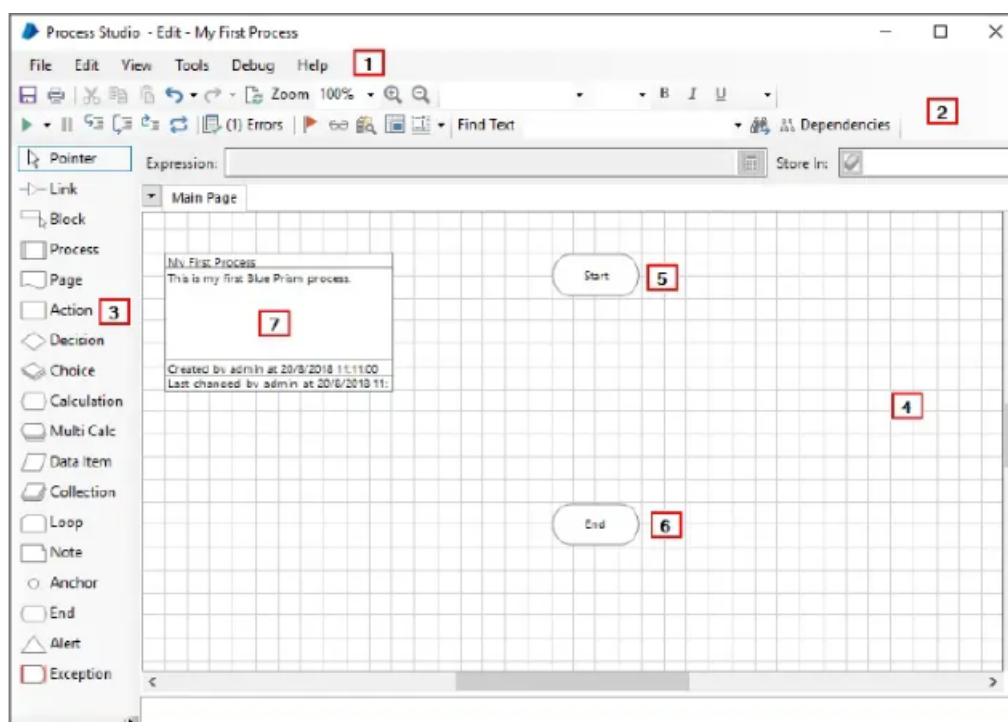 Process Studio - Edit - My First Process
File Edit View Tools Debug Help 1
Zoom 100% B I U
(1) Errors Find Text Dependencies 2
Pointer Expression: Store In:
Link Main Page
Block
Process
Page
Action 3
Decision
Choice
Calculation
Multi Calc
Data Item
Collection
Loop
Note
Anchor
End
Alert
Exception
My First Process
This is my first Blue Prism process.
7
Created by admin at 20/8/2018 11:11:00
Last changed by admin at 20/8/2018 11:
Start 5
4
End 6